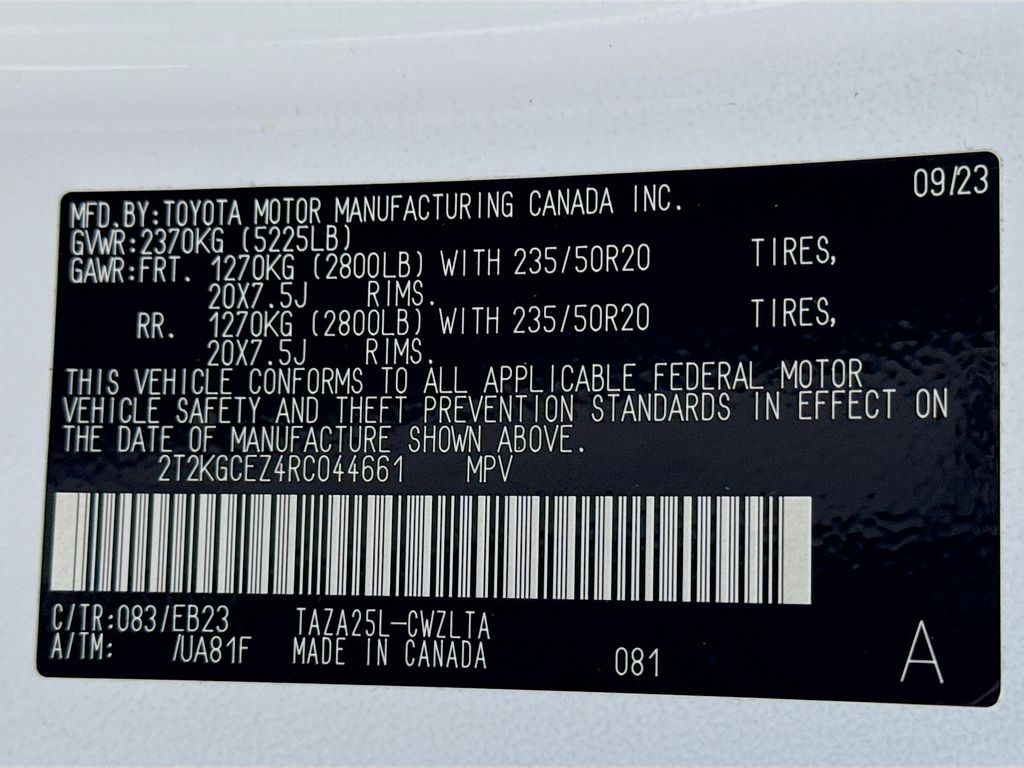 09/23
MFD.BY:TOYOTA MOTOR MANUFACTURING CANADA INC.
GVWR:2370KG (5225LB)
GAWR:FRT. 1270KG (2800LB) WITH 235/50R20 TIRES,
20X7.5J RIMS.
RR. 1270KG (2800LB) WITH 235/50R20 TIRES,
20X7.5J RIMS.
THIS VEHICLE CONFORMS TO ALL APPLICABLE FEDERAL MOTOR
VEHICLE SAFETY AND THEFT PREVENTION STANDARDS IN EFFECT ON
THE DATE OF MANUFACTURE SHOWN ABOVE.
2T2KGCEZ4RC044661 MPV
C/TR:083/EB23 TAZA25L-CWZLTA
A/TM: /UA81F MADE IN CANADA 081 A